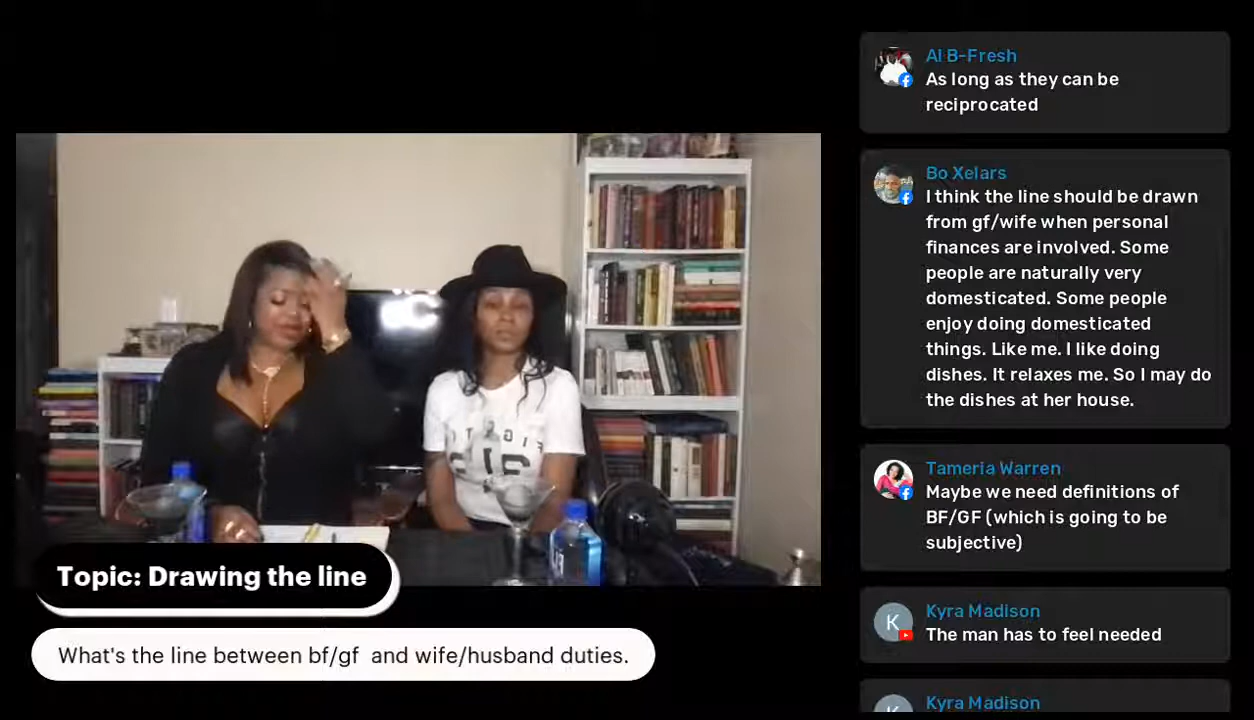 Al B-Fresh
As long as they can be
reciprocated
Bo Xelars
I think the line should be drawn
from gf/wife when personal
finances are involved. Some
people are naturally very
domesticated. Some people
enjoy doing domesticated
things. Like me. I like doing
dishes. It relaxes me. So I may do
the dishes at her house.
Tameria Warren
Maybe we need definitions of
BF/GF (which is going to be
subjective)
K
Kyra Madison
The man has to feel needed
Kyra Madison
Topic: Drawing the line
What's the line between bf/gf and wife/husband duties.